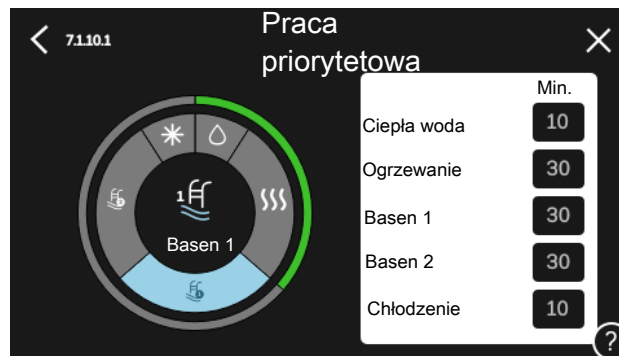 7.1.10.1
Praca
priorytetowa
Min.
Ciepła woda 10
Ogrzewanie 30
Basen 1 30
Basen 2 30
Chłodzenie 10
1
Basen 1
?